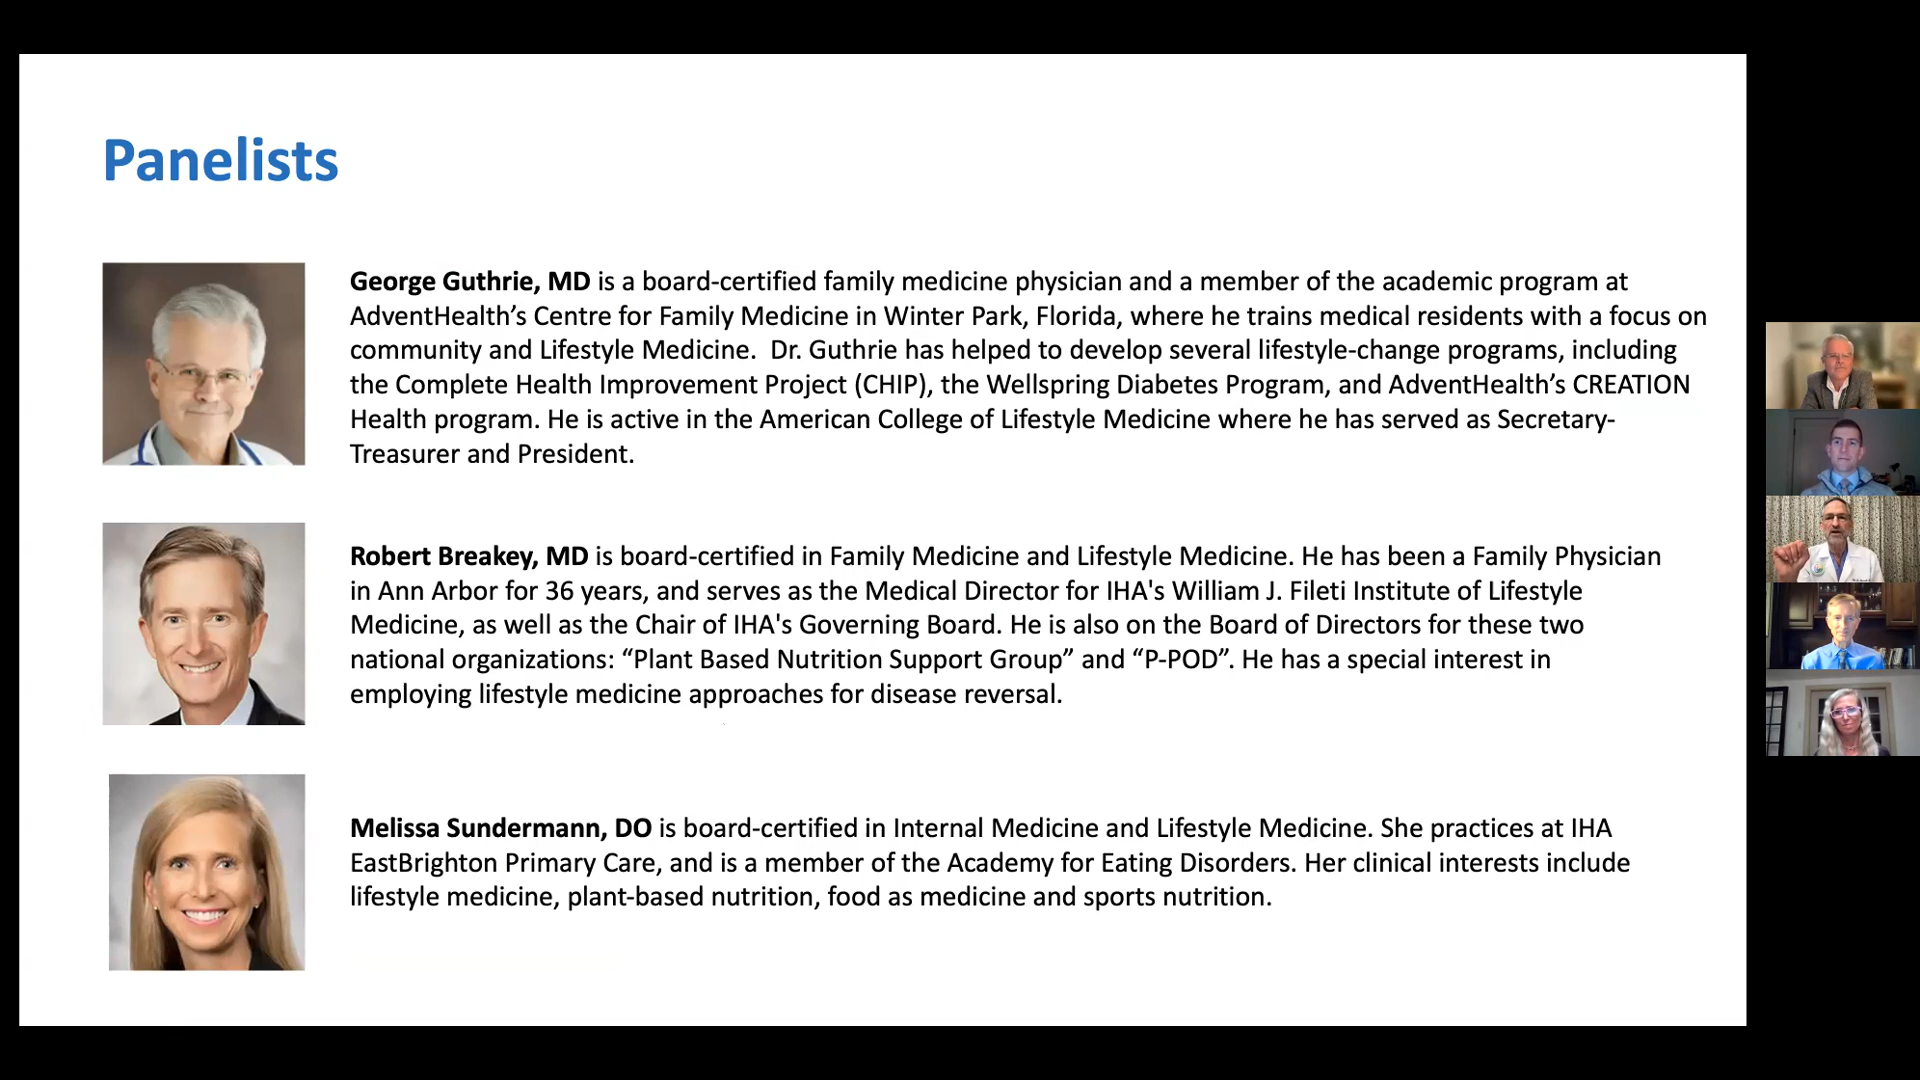 Panelists
George Guthrie, MD is a board-certified family medicine physician and a member of the academic program at
AdventHealth’s Centre for Family Medicine in Winter Park, Florida, where he trains medical residents with a focus on
community and Lifestyle Medicine.  Dr. Guthrie has helped to develop several lifestyle-change programs, including
the Complete Health Improvement Project (CHIP), the Wellspring Diabetes Program, and AdventHealth’s CREATION
Health program. He is active in the American College of Lifestyle Medicine where he has served as Secretary-
Treasurer and President.
Robert Breakey, MD is board-certified in Family Medicine and Lifestyle Medicine. He has been a Family Physician
in Ann Arbor for 36 years, and serves as the Medical Director for IHA's William J. Fileti Institute of Lifestyle
Medicine, as well as the Chair of IHA's Governing Board. He is also on the Board of Directors for these two
national organizations: “Plant Based Nutrition Support Group” and “P-POD”. He has a special interest in
employing lifestyle medicine approaches for disease reversal.
Melissa Sundermann, DO is board-certified in Internal Medicine and Lifestyle Medicine. She practices at IHA
EastBrighton Primary Care, and is a member of the Academy for Eating Disorders. Her clinical interests include
lifestyle medicine, plant-based nutrition, food as medicine and sports nutrition.